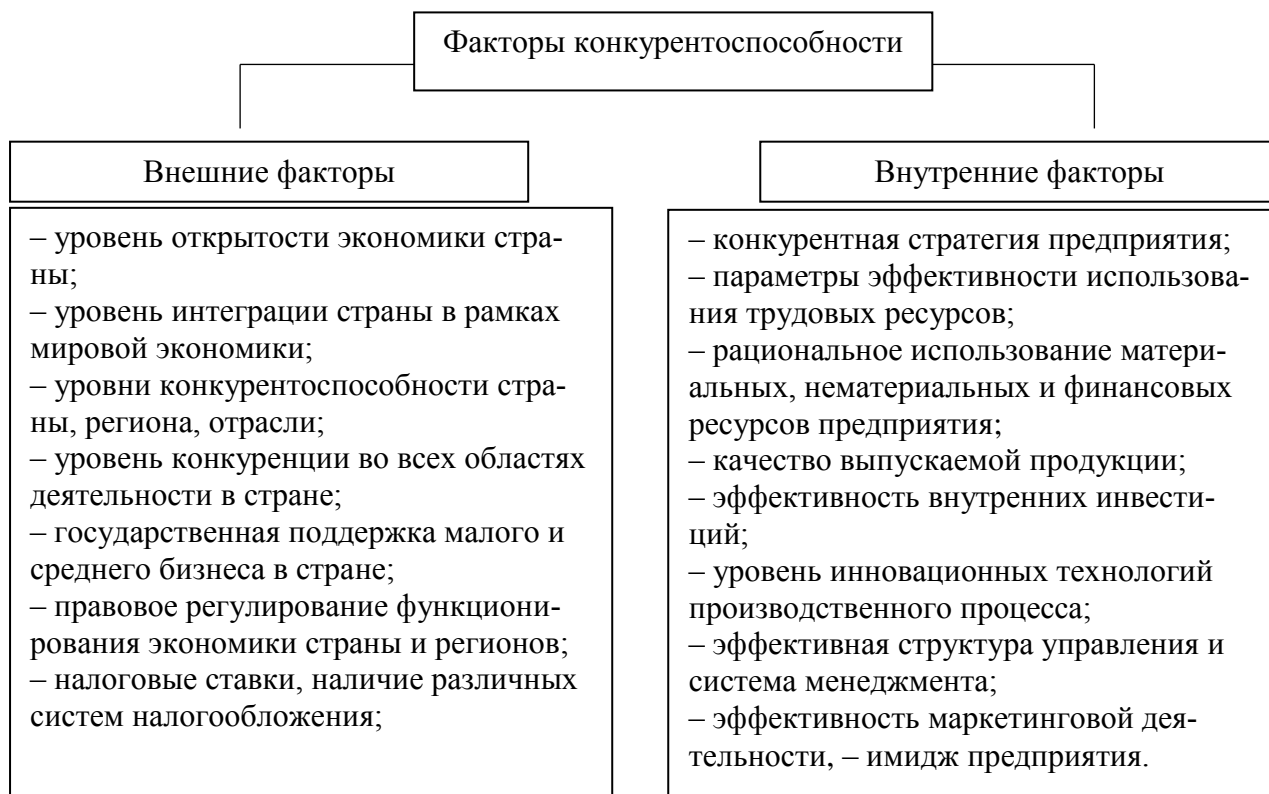 Факторы конкурентоспособности
Внешние факторы
– уровень открытости экономики стра-
ны;
– уровень интеграции страны в рамках
мировой экономики;
– уровни конкурентоспособности стра-
ны, региона, отрасли;
– уровень конкуренции во всех областях
деятельности в стране;
– государственная поддержка малого и
среднего бизнеса в стране;
– правовое регулирование функциони-
рования экономики страны и регионов;
– налоговые ставки, наличие различных
систем налогообложения;
Внутренние факторы
– конкурентная стратегия предприятия;
– параметры эффективности использова-
ния трудовых ресурсов;
– рациональное использование матери-
альных, нематериальных и финансовых
ресурсов предприятия;
– качество выпускаемой продукции;
– эффективность внутренних инвести-
ций;
– уровень инновационных технологий
производственного процесса;
– эффективная структура управления и
система менеджмента;
– эффективность маркетинговой дея-
тельности, – имидж предприятия.